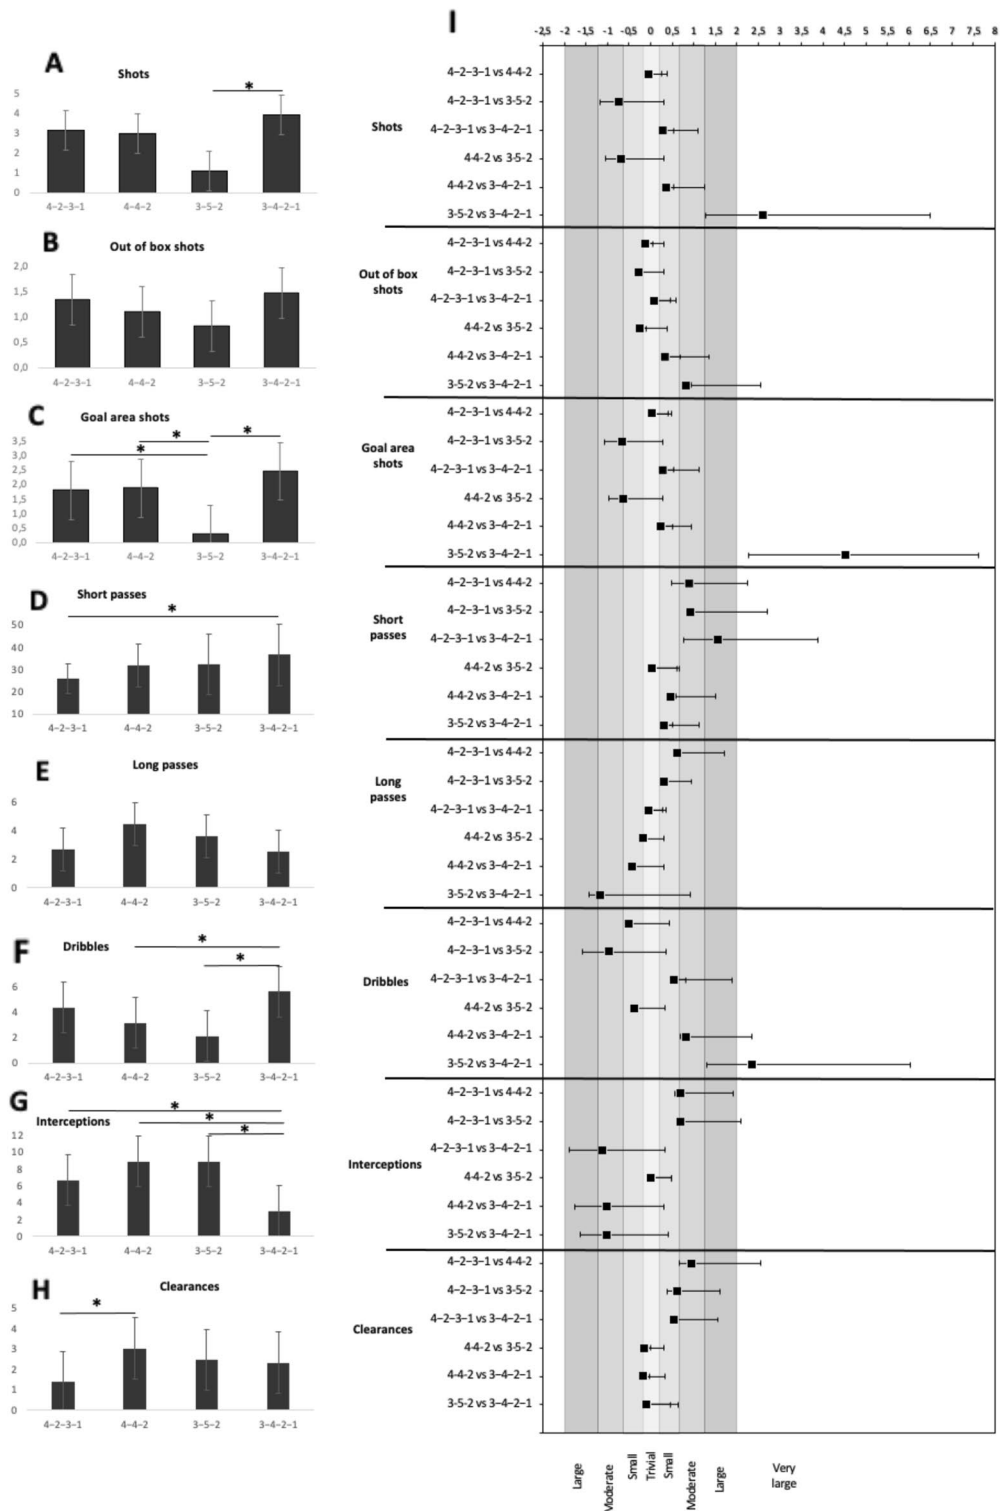 A
Shots
*
5
4
3
2
1
0
4-2-3-1 4-4-2 3-5-2 3-4-2-1
B
Out of box shots
2,0
1,5
1,0
0,5
0,0
4-2-3-1 4-4-2 3-5-2 3-4-2-1
C
Goal area shots
* *
*
3,5
3,0
2,5
2,0
1,5
1,0
0,5
0,0
4-2-3-1 4-4-2 3-5-2 3-4-2-1
D
Short passes
*
50
40
30
20
10
4-2-3-1 4-4-2 3-5-2 3-4-2-1
E
Long passes
6
4
2
0
4-2-3-1 4-4-2 3-5-2 3-4-2-1
F
Dribbles
*
*
6
4
2
0
4-2-3-1 4-4-2 3-5-2 3-4-2-1
G
Interceptions
*
*
*
12
10
8
6
4
2
0
4-2-3-1 4-4-2 3-5-2 3-4-2-1
H
Clearances
*
5
4
3
2
1
0
4-2-3-1 4-4-2 3-5-2 3-4-2-1
I
-2,5 -2 -1,5 -1 -0,5 0 0,5 1 1,5 2 2,5 3 3,5 4 4,5 5 5,5 6 6,5 7 7,5 8
Shots
4-2-3-1 vs 4-4-2
4-2-3-1 vs 3-5-2
4-2-3-1 vs 3-4-2-1
4-4-2 vs 3-5-2
4-4-2 vs 3-4-2-1
3-5-2 vs 3-4-2-1
Out of box
shots
4-2-3-1 vs 4-4-2
4-2-3-1 vs 3-5-2
4-2-3-1 vs 3-4-2-1
4-4-2 vs 3-5-2
4-4-2 vs 3-4-2-1
3-5-2 vs 3-4-2-1
Goal area
shots
4-2-3-1 vs 4-4-2
4-2-3-1 vs 3-5-2
4-2-3-1 vs 3-4-2-1
4-4-2 vs 3-5-2
4-4-2 vs 3-4-2-1
3-5-2 vs 3-4-2-1
Short
passes
4-2-3-1 vs 4-4-2
4-2-3-1 vs 3-5-2
4-2-3-1 vs 3-4-2-1
4-4-2 vs 3-5-2
4-4-2 vs 3-4-2-1
3-5-2 vs 3-4-2-1
Long
passes
4-2-3-1 vs 4-4-2
4-2-3-1 vs 3-5-2
4-2-3-1 vs 3-4-2-1
4-4-2 vs 3-5-2
4-4-2 vs 3-4-2-1
3-5-2 vs 3-4-2-1
Dribbles
4-2-3-1 vs 4-4-2
4-2-3-1 vs 3-5-2
4-2-3-1 vs 3-4-2-1
4-4-2 vs 3-5-2
4-4-2 vs 3-4-2-1
3-5-2 vs 3-4-2-1
Interceptions
4-2-3-1 vs 4-4-2
4-2-3-1 vs 3-5-2
4-2-3-1 vs 3-4-2-1
4-4-2 vs 3-5-2
4-4-2 vs 3-4-2-1
3-5-2 vs 3-4-2-1
Clearances
4-2-3-1 vs 4-4-2
4-2-3-1 vs 3-5-2
4-2-3-1 vs 3-4-2-1
4-4-2 vs 3-5-2
4-4-2 vs 3-4-2-1
3-5-2 vs 3-4-2-1
Large
Moderate
Small
Trivial
Small
Moderate
Large
Very
large